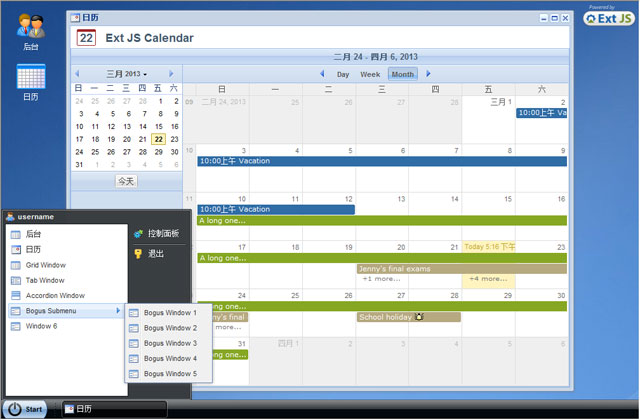 Powered by
Ext JS
后台
日历
日历
22
Ext JS Calendar
二月 24 - 四月 6, 2013
三月 2013
Day Week Month
日 一 二 三 四 五 六
24 25 26 27 28 1 2
3 4 5 6 7 8 9
10 11 12 13 14 15 16
17 18 19 20 21 22 23
24 25 26 27 28 29 30
31 1 2 3 4 5 6
今天
日 一 二 三 四 五 六
09 二月 24, 2013 25 26 27 28 三月 1 2
10:00上午 Va
10 3 4 5 6 7 8 9
10:00上午 Vacation
11 10 11 12 13 14 15 16
10:00上午 Vacation
A long one...
17 18 19 20 21 Today 5:16 下午 23
A long one...
Jenny's final exams
+1 more... +4 more...
24 25 26 27 28 29 30
long one...
ny's final School holiday
more...
31 四月 1 2 3 4 5 6
long one...
username
后台
日历
Grid Window
Tab Window
Accordion Window
Bogus Submenu
Window 6
控制面板
退出
Bogus Window 1
Bogus Window 2
Bogus Window 3
Bogus Window 4
Bogus Window 5
Start
日历